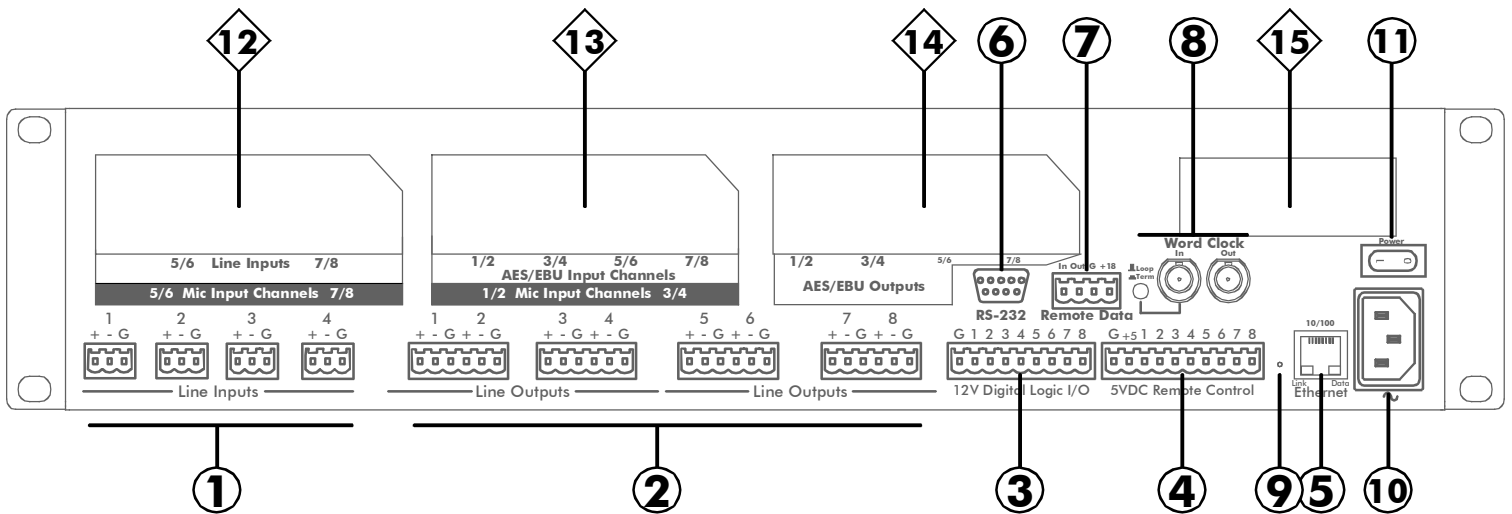 12 13 14 6 7 8 15 11
5/6 Line Inputs 7/8
5/6 Mic Input Channels 7/8
1/2 3/4 5/6 7/8
AES/EBU Input Channels
1/2 Mic Input Channels 3/4
1/2 3/4 5/6 7/8
AES/EBU Outputs
RS-232
In Out G +18
Remote Data
Word Clock
In Out
Loop
Term
Power
1 2 3 4
+ - G + - G + - G + - G
Line Inputs
1 2 3 4
+ - G + - G + - G + - G
Line Outputs
5 6 7 8
+ - G + - G + - G + - G
Line Outputs
G 1 2 3 4 5 6 7 8
12V Digital Logic I/O
G +5 1 2 3 4 5 6 7 8
5VDC Remote Control
10/100
Link Data
Ethernet
1 2 3 4 9 5 10